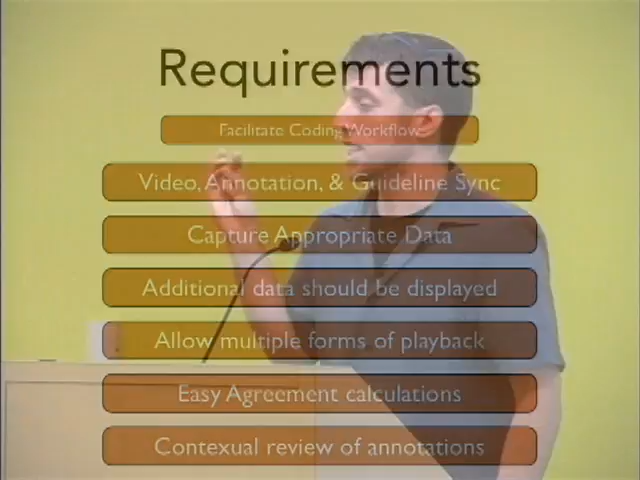 Requirements
Facilitate Coding Workflow
Video, Annotation, & Guideline Sync
Capture Appropriate Data
Additional data should be displayed
Allow multiple forms of playback
Easy Agreement calculations
Contexual review of annotations